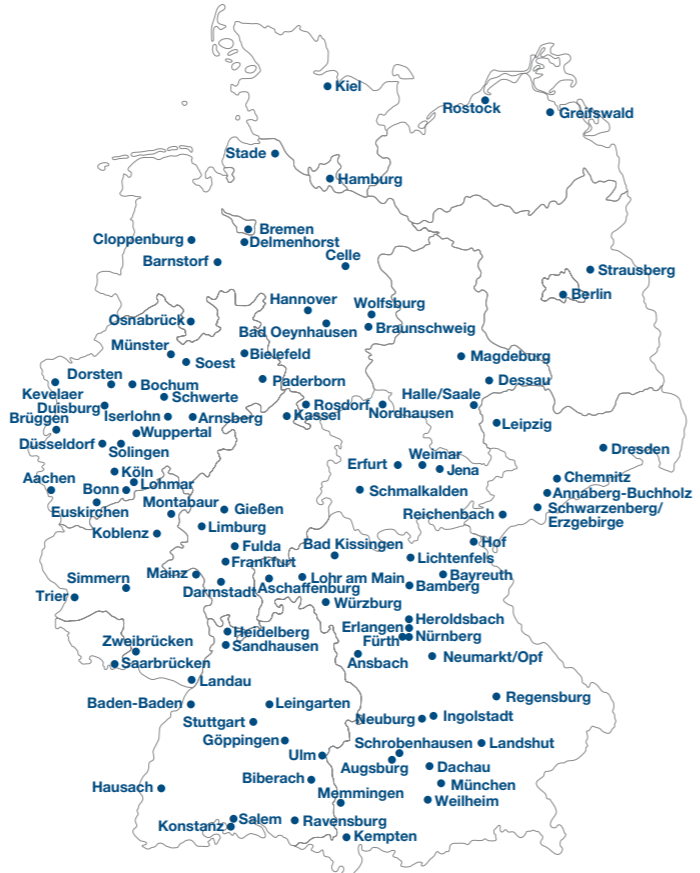 Kiel
Rostock
Greifswald
Stade
Hamburg
Bremen
Cloppenburg
Delmenhorst
Barnstorf
Celle
Strausberg
Berlin
Hannover
Wolfsburg
Osnabrück
Bad Oeynhausen
Braunschweig
Münster
Soest
Bielefeld
Magdeburg
Dorsten
Bochum
Paderborn
Dessau
Kevelaer
Schwerte
Halle/Saale
Duisburg
Rosdorf
Nordhausen
Brüggen
Iserlohn
Arnsberg
Kassel
Leipzig
Wuppertal
Düsseldorf
Solingen
Dresden
Weimar
Erfurt
Jena
Aachen
Köln
Chemnitz
Bonn
Lohmar
Schmalkalden
Annaberg-Buchholz
Euskirchen
Montabaur
Gießen
Reichenbach
Schwarzenberg/
Erzgebirge
Koblenz
Limburg
Hof
Fulda
Bad Kissingen
Lichtenfels
Frankfurt
Simmern
Mainz
Lohr am Main
Bayreuth
Darmstadt
Aschaffenburg
Bamberg
Trier
Würzburg
Heroldsbach
Heidelberg
Erlangen
Zweibrücken
Sandhausen
Fürth
Nürnberg
Saarbrücken
Ansbach
Neumarkt/Opf
Landau
Baden-Baden
Leingarten
Regensburg
Stuttgart
Neuburg
Ingolstadt
Göppingen
Schrobenhausen
Landshut
Ulm
Augsburg
Dachau
Hausach
Biberach
München
Memmingen
Weilheim
Konstanz
Salem
Ravensburg
Kempten